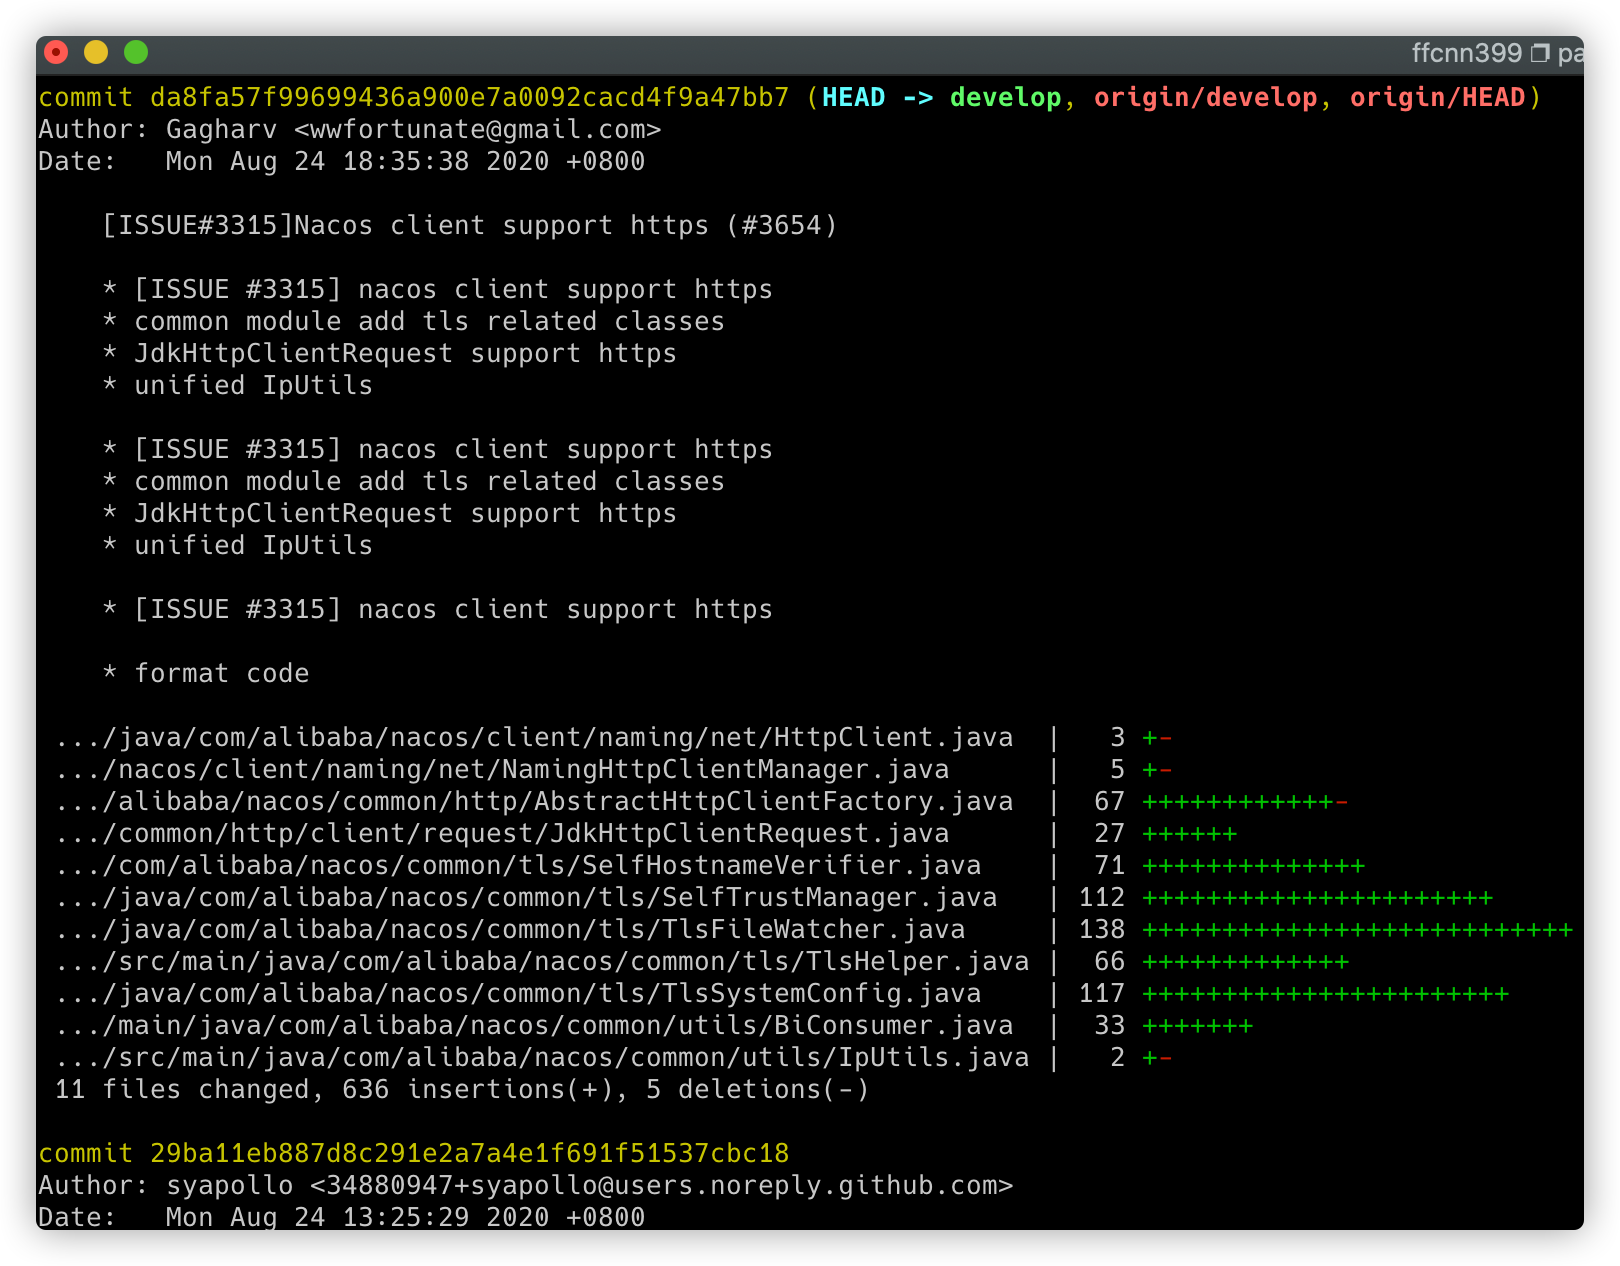 ffcnn399 pa
commit da8fa57f99699436a900e7a0092cacd4f9a47bb7 (HEAD -> develop, origin/develop, origin/HEAD)
Author: Gagharv <wwfortunate@gmail.com>
Date:   Mon Aug 24 18:35:38 2020 +0800
[ISSUE#3315]Nacos client support https (#3654)
* [ISSUE #3315] nacos client support https
* common module add tls related classes
* JdkHttpClientRequest support https
* unified IpUtils
* [ISSUE #3315] nacos client support https
* common module add tls related classes
* JdkHttpClientRequest support https
* unified IpUtils
* [ISSUE #3315] nacos client support https
* format code
.../java/com/alibaba/nacos/client/naming/net/HttpClient.java  |   3 +-
.../nacos/client/naming/net/NamingHttpClientManager.java      |   5 +-
.../alibaba/nacos/common/http/AbstractHttpClientFactory.java  |  67 ++++++++++++-
.../common/http/client/request/JdkHttpClientRequest.java      |  27 ++++++
.../com/alibaba/nacos/common/tls/SelfHostnameVerifier.java    |  71 ++++++++++++++
.../java/com/alibaba/nacos/common/tls/SelfTrustManager.java   | 112 ++++++++++++++++++++++
.../java/com/alibaba/nacos/common/tls/TlsFileWatcher.java     | 138 +++++++++++++++++++++++++++
.../src/main/java/com/alibaba/nacos/common/tls/TlsHelper.java |  66 +++++++++++++
.../java/com/alibaba/nacos/common/tls/TlsSystemConfig.java    | 117 +++++++++++++++++++++++
.../main/java/com/alibaba/nacos/common/utils/BiConsumer.java  |  33 +++++++
.../src/main/java/com/alibaba/nacos/common/utils/IpUtils.java |   2 +-
11 files changed, 636 insertions(+), 5 deletions(-)
commit 29ba11eb887d8c291e2a7a4e1f691f51537cbc18
Author: syapollo <34880947+syapollo@users.noreply.github.com>
Date:   Mon Aug 24 13:25:29 2020 +0800